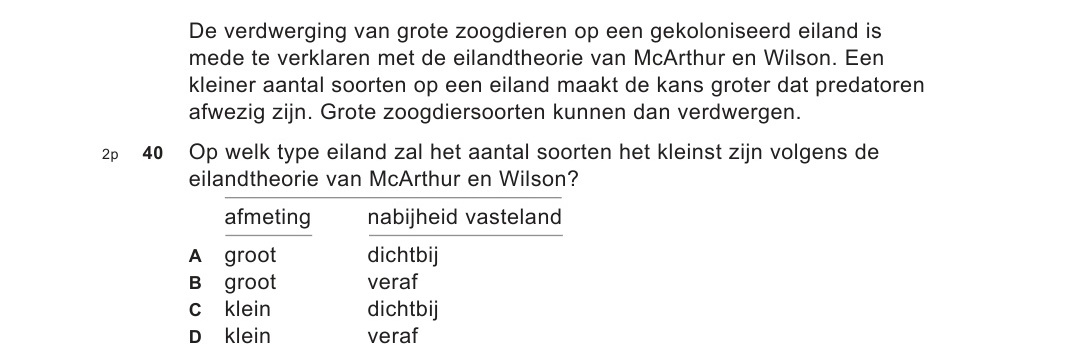 De verdwerging van grote zoogdieren op een gekoloniseerd eiland is
mede te verklaren met de eilandtheorie van McArthur en Wilson. Een
kleiner aantal soorten op een eiland maakt de kans groter dat predatoren
afwezig zijn. Grote zoogdiersoorten kunnen dan verdwergen.
2p 40 Op welk type eiland zal het aantal soorten het kleinst zijn volgens de
eilandtheorie van McArthur en Wilson?
afmeting nabijheid vasteland
A groot dichtbij
B groot veraf
C klein dichtbij
D klein veraf